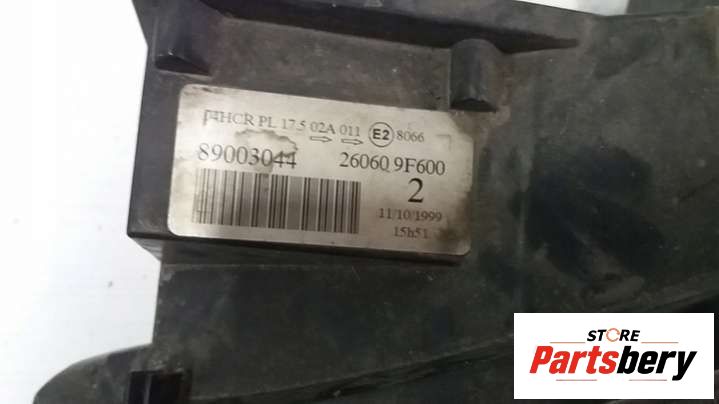 HCR PL 17.5 02A 011 E2 8066
89003044 26060 9F600
2
11/10/1999
15h51
STORE
Partsbery